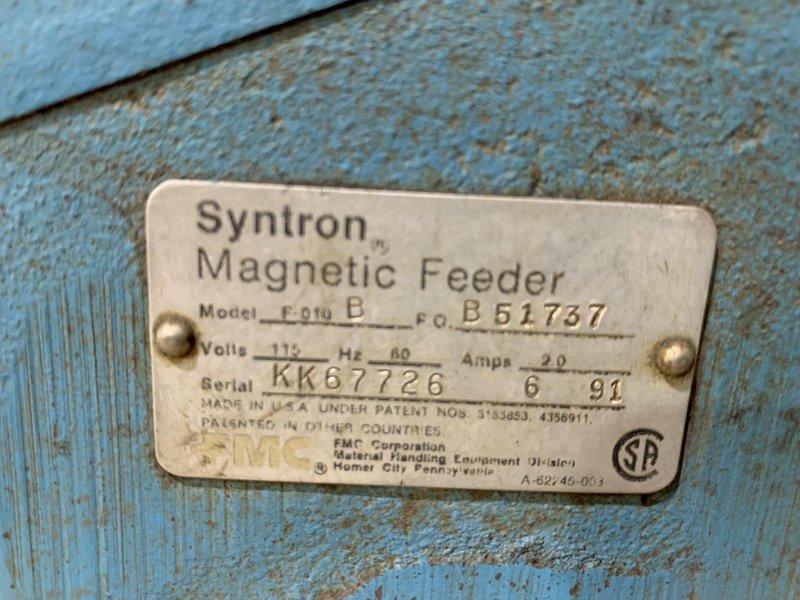 Syntron®
Magnetic Feeder
Model F-010 B F.O. B 51737
Volts 115 Hz 60 Amps 2.0
Serial KK67726 6 91
MADE IN U.S.A. UNDER PATENT NOS. 3153853, 4356911,
PATENTED IN OTHER COUNTRIES.
FMC® FMC Corporation
Material Handling Equipment Division
Homer City Pennsylvania
SA
A-62245-003